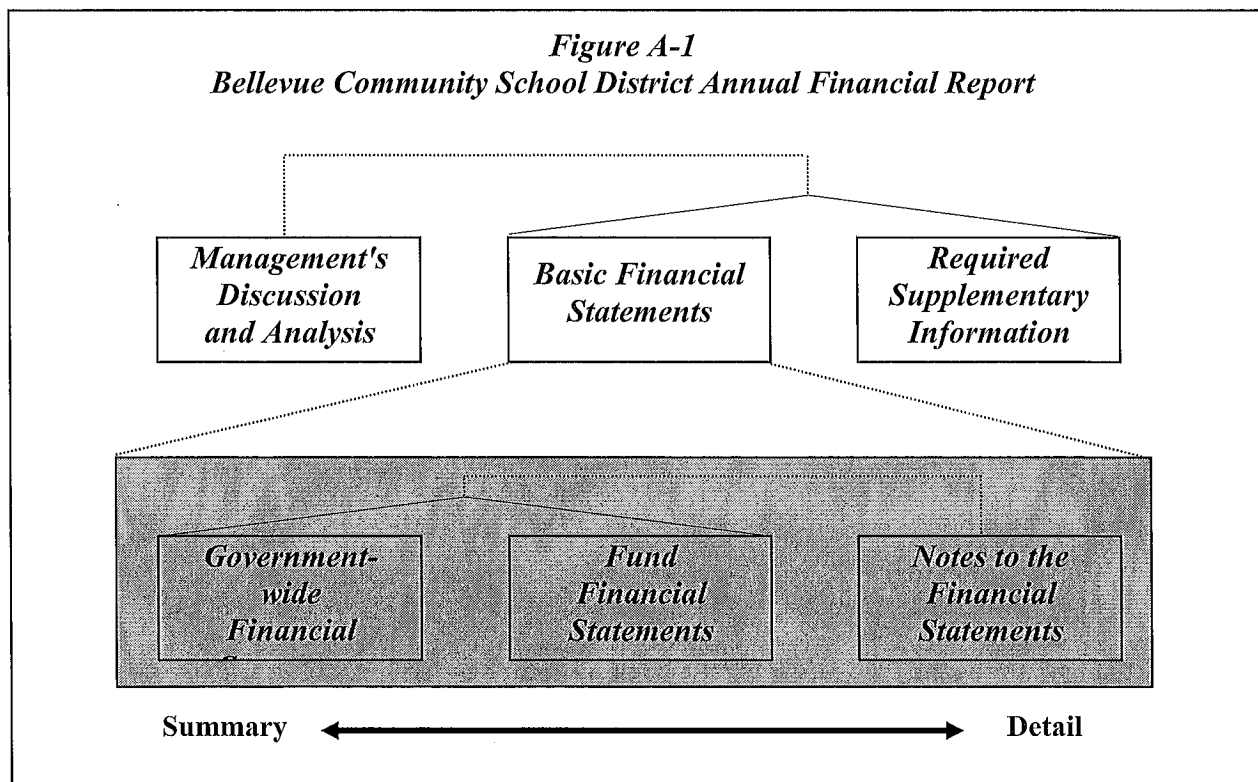 Figure A-1
Bellevue Community School District Annual Financial Report
Management's
Discussion
and Analysis
Basic Financial
Statements
Required
Supplementary
Information
Government-
wide
Financial
Fund
Financial
Statements
Notes to the
Financial
Statements
Summary
Detail